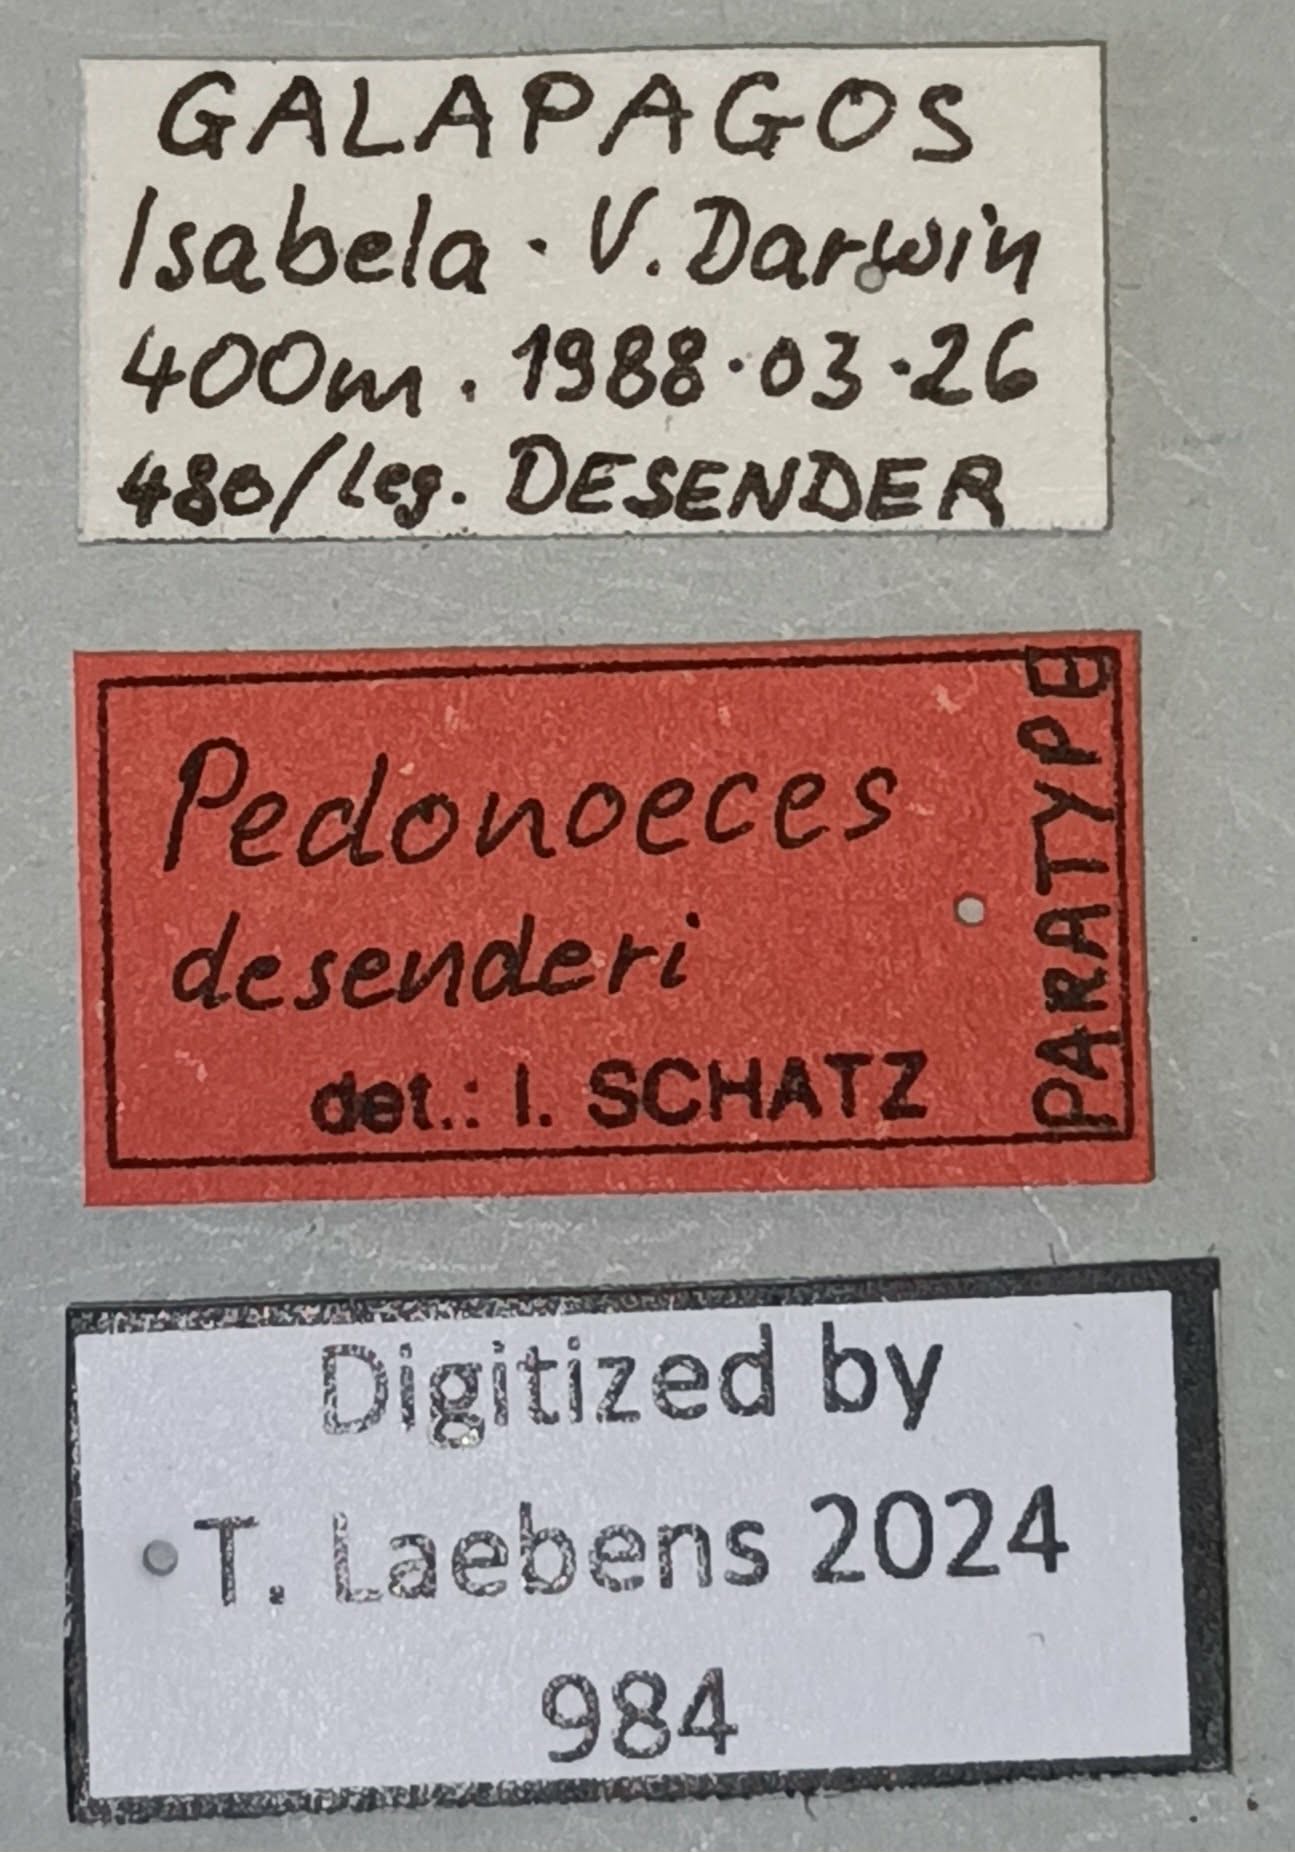 GALAPAGOS
Isabela · V. Darwin
400m. 1988·03·26
480/leg. DESENDER
Pedonoeces
desenderi
det.: I. SCHATZ
PARATYPE
Digitized by
T. Laebens 2024
984